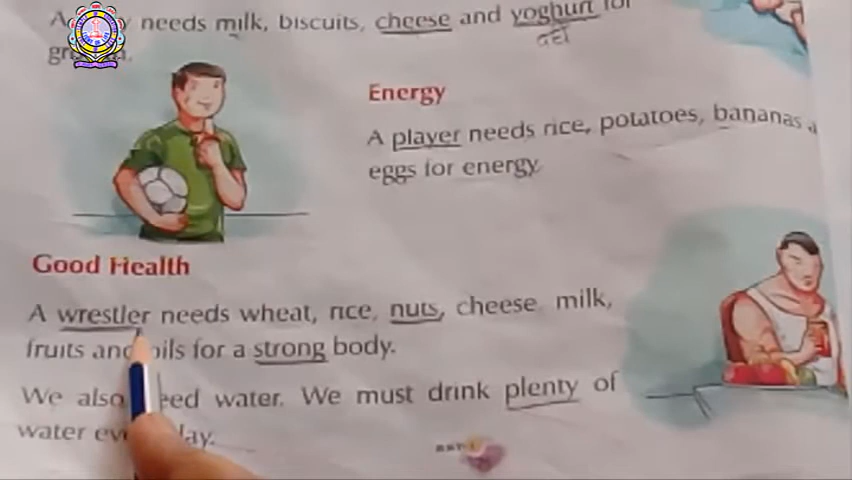 A needs milk, biscuits, cheese and yoghurt for
दही
Energy
A player needs rice, potatoes, bananas
eggs for energy.
Good Health
A wrestler needs wheat, rice, nuts, cheese milk,
fruits and oils for a strong body.
We also need water. We must drink plenty of
water every day.